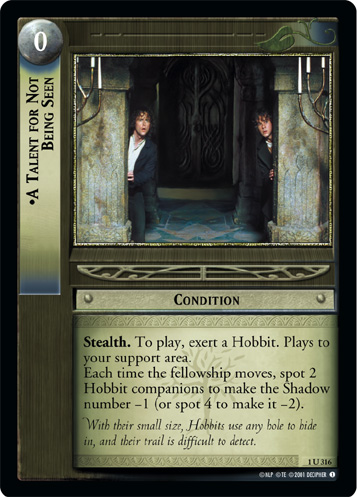 0
•A Talent for Not
Being Seen
Condition
Stealth. To play, exert a Hobbit. Plays to
your support area.
Each time the fellowship moves, spot 2
Hobbit companions to make the Shadow
number –1 (or spot 4 to make it –2).
With their small size, Hobbits use any hole to hide
in, and their trail is difficult to detect.
1 U 316
©NLP ©TE ©2001 DECIPHER